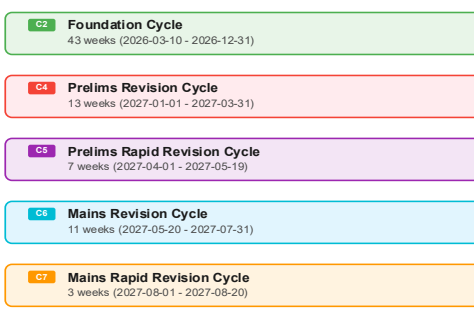 C2 Foundation Cycle
43 weeks (2026-03-10 - 2026-12-31)
C4 Prelims Revision Cycle
13 weeks (2027-01-01 - 2027-03-31)
C5 Prelims Rapid Revision Cycle
7 weeks (2027-04-01 - 2027-05-19)
C6 Mains Revision Cycle
11 weeks (2027-05-20 - 2027-07-31)
C7 Mains Rapid Revision Cycle
3 weeks (2027-08-01 - 2027-08-20)